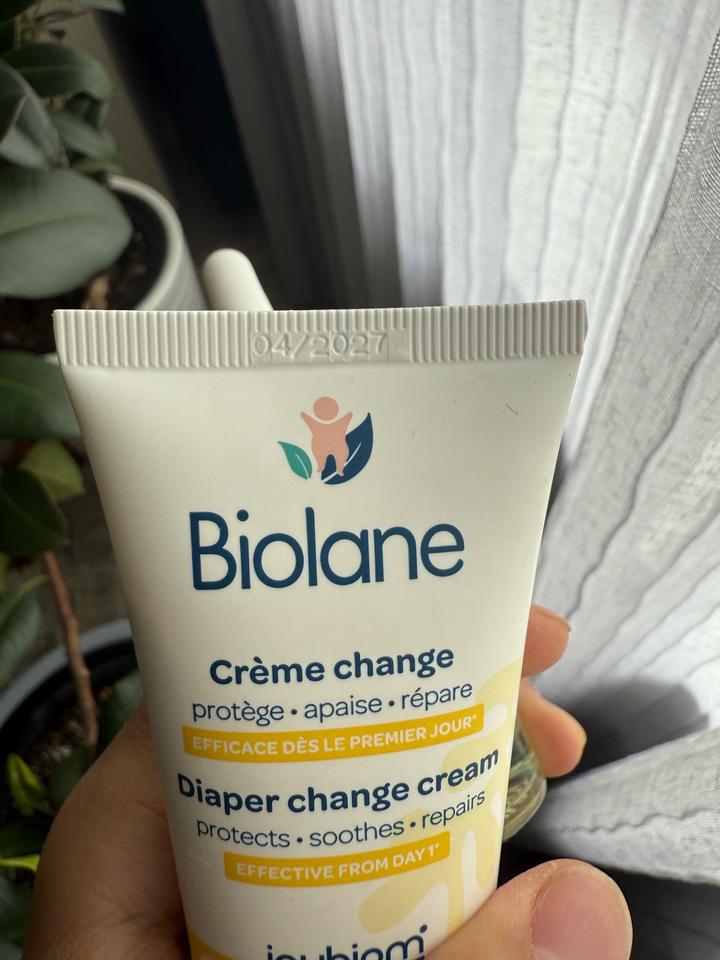 04/2027
Biolane
Crème change
protège • apaise • répare
EFFICACE DÈS LE PREMIER JOUR*
Diaper change cream
protects • soothes • repairs
EFFECTIVE FROM DAY 1*